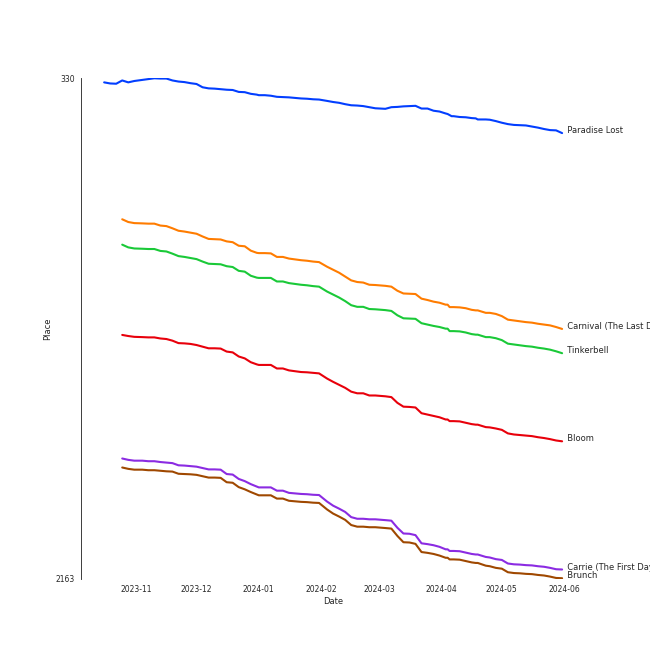 330
Paradise Lost
Carnival (The Last D
Tinkerbell
Place
Bloom
Carrie (The First Day
Brunch
2163
2023-11 2023-12 2024-01 2024-02 2024-03 2024-04 2024-05 2024-06
Date